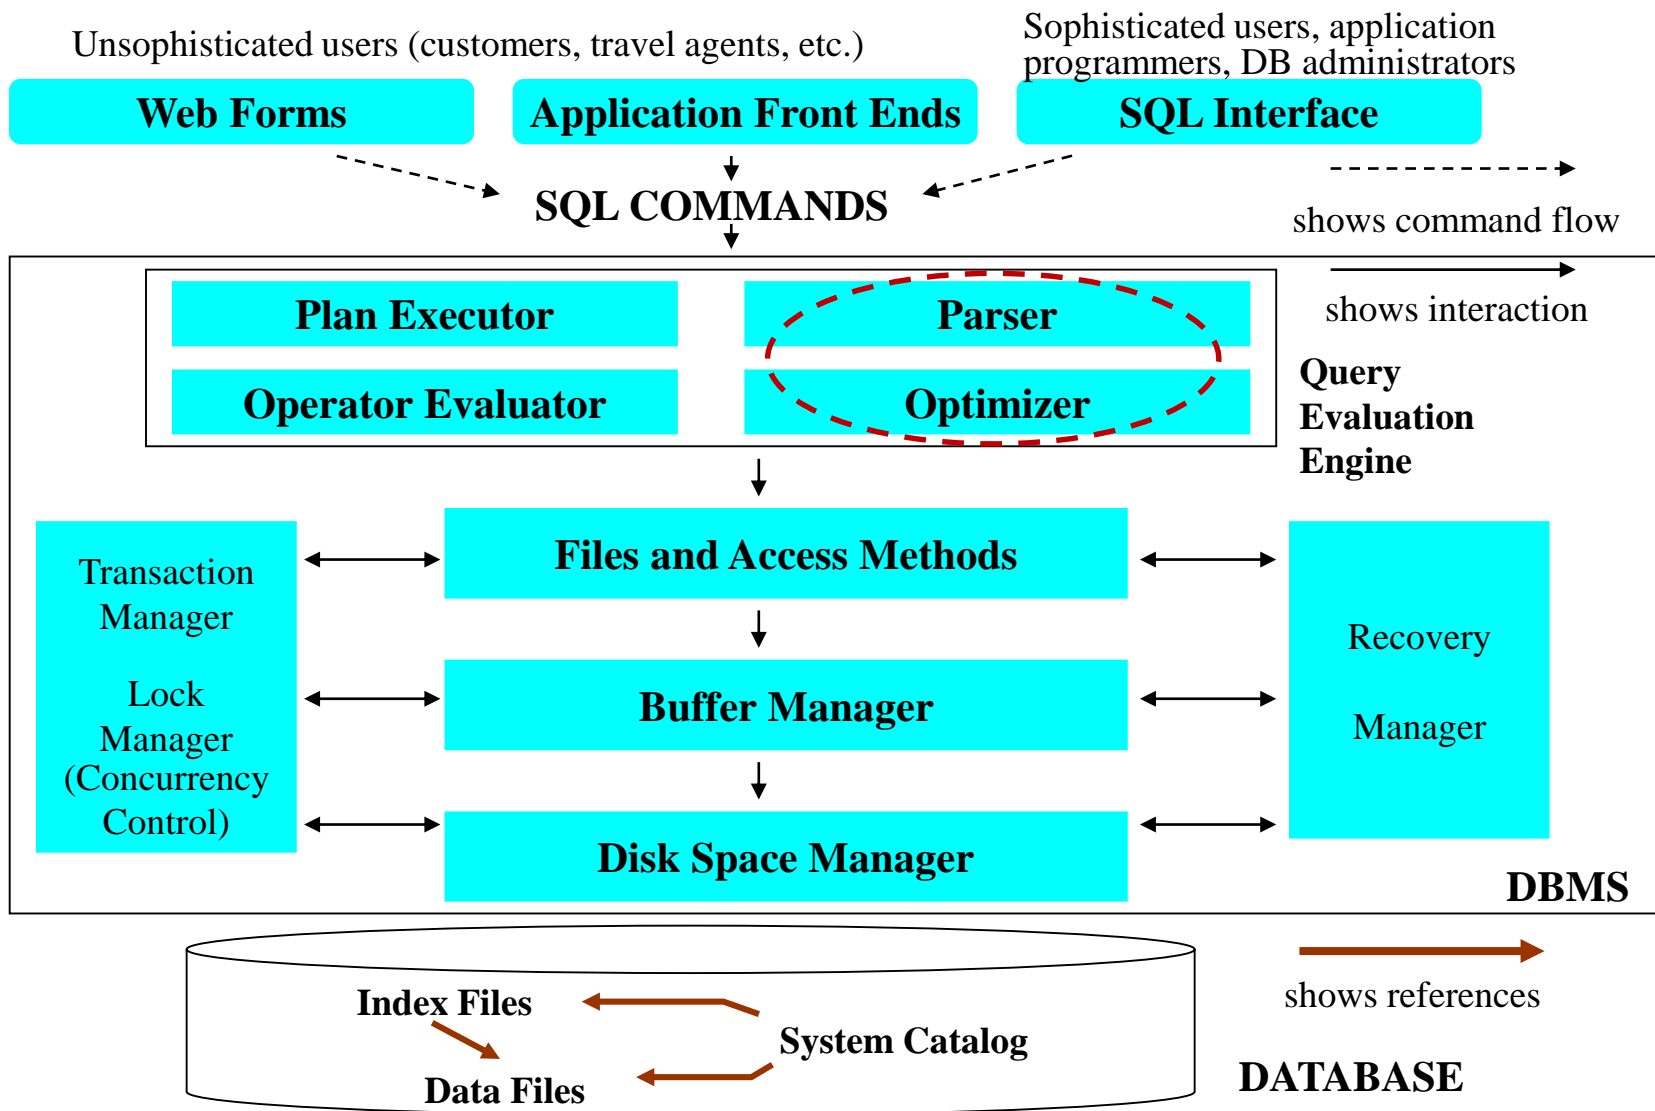 Unsophisticated users (customers, travel agents, etc.)
Sophisticated users, application
programmers, DB administrators
Web Forms
Application Front Ends
SQL Interface
SQL COMMANDS
shows command flow
shows interaction
Plan Executor
Parser
Operator Evaluator
Optimizer
Query
Evaluation
Engine
Files and Access Methods
Transaction
Manager
Lock
Manager
(Concurrency
Control)
Buffer Manager
Recovery
Manager
Disk Space Manager
DBMS
Index Files
System Catalog
Data Files
shows references
DATABASE